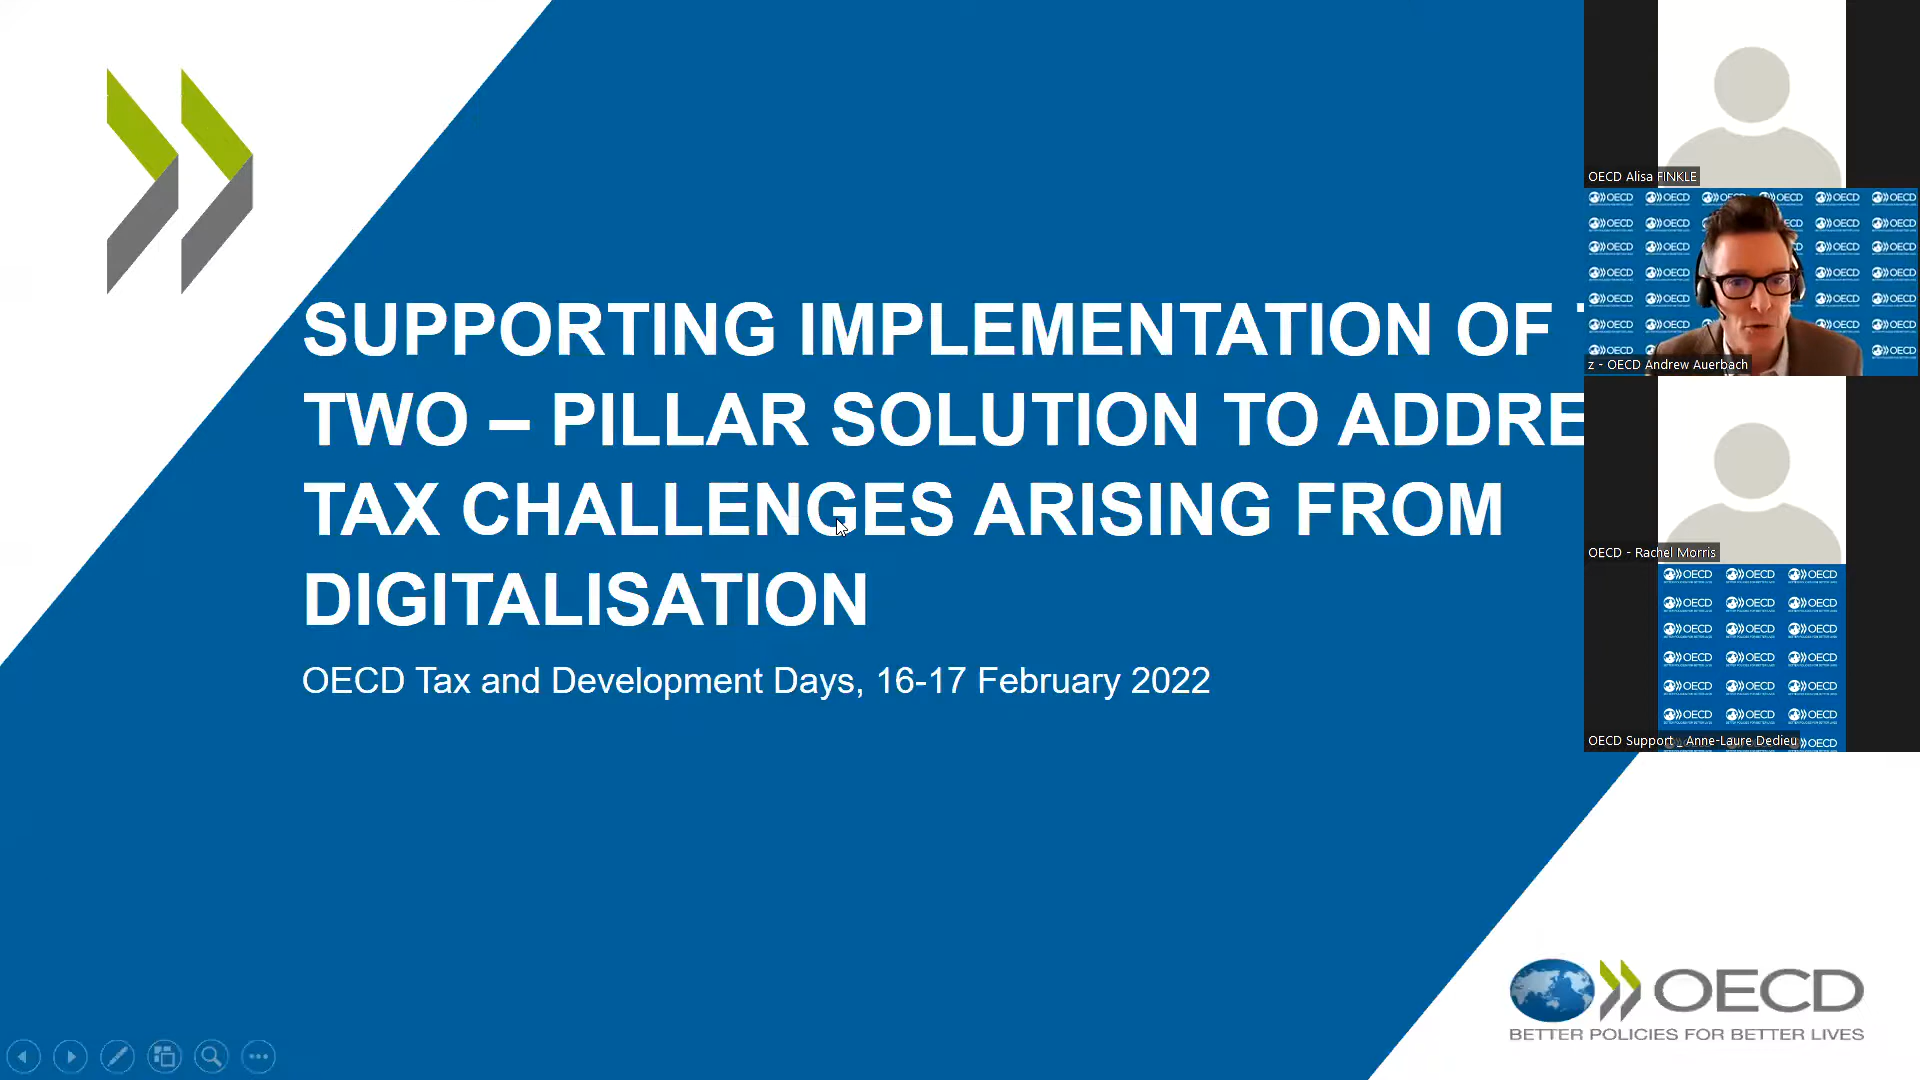 SUPPORTING IMPLEMENTATION OF
TWO – PILLAR SOLUTION TO ADDRE
TAX CHALLENGES ARISING FROM
DIGITALISATION
OECD Tax and Development Days, 16-17 February 2022
OECD Alisa FINKLE
z - OECD Andrew Auerbach
OECD - Rachel Morris
OECD Support _ Anne-Laure Dedieu
OECD
BETTER POLICIES FOR BETTER LIVES